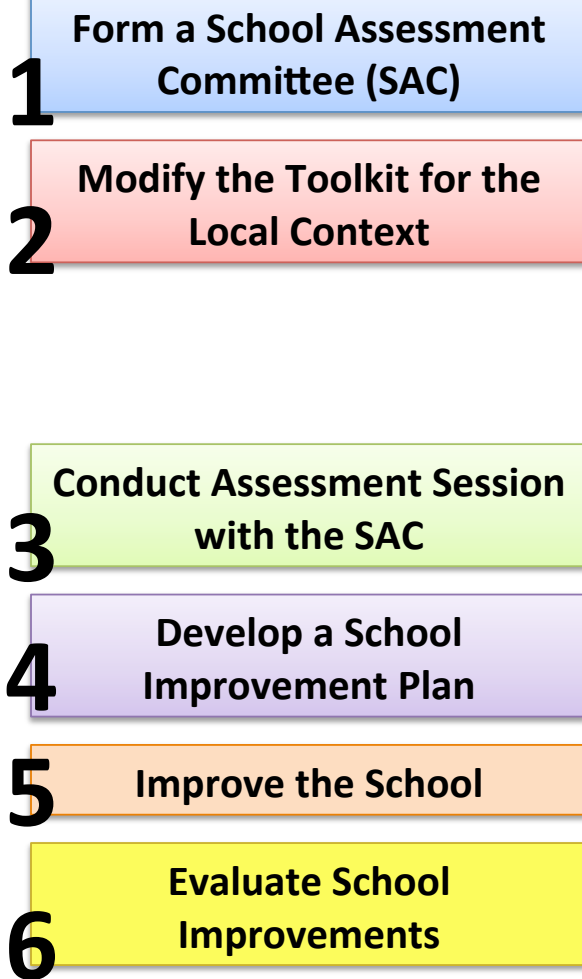 Form a School Assessment
Committee (SAC)
1
Modify the Toolkit for the
Local Context
2
Conduct Assessment Session
with the SAC
3
Develop a School
Improvement Plan
4
Improve the School
5
Evaluate School
Improvements
6